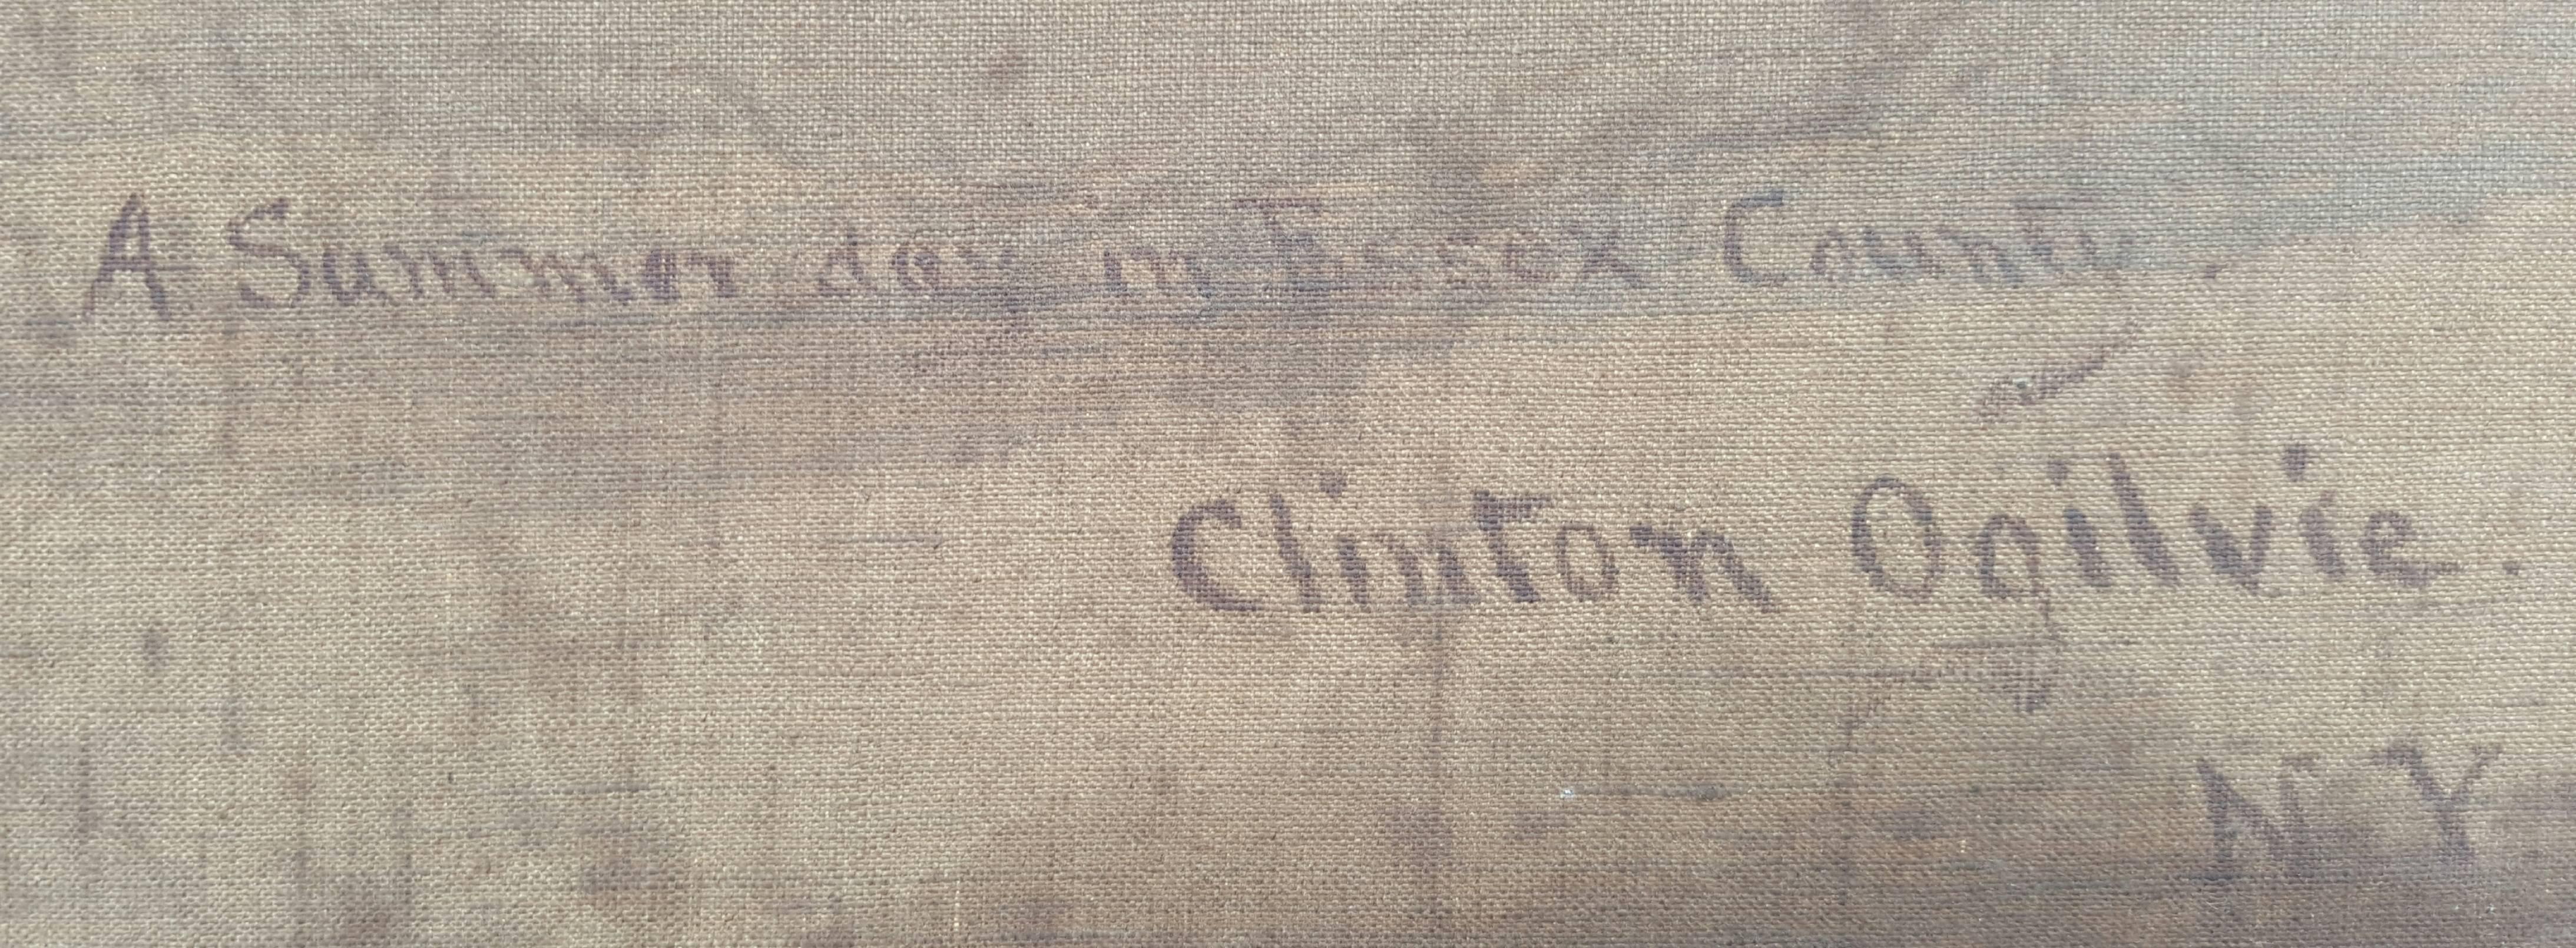 A Summer day in Essex County.
Clinton Ogilvie.
N Y